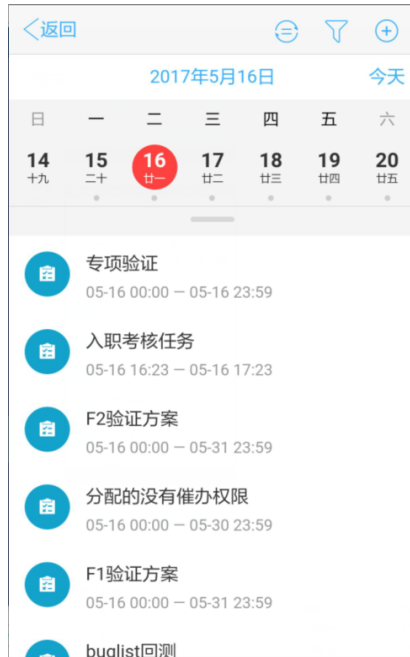 返回
2017年5月16日 今天
日 一 二 三 四 五 六
14 15 16 17 18 19 20
十九 二十 廿一 廿二 廿三 廿四 廿五
专项验证
05-16 00:00 — 05-16 23:59
入职考核任务
05-16 16:23 — 05-16 17:23
F2验证方案
05-16 00:00 — 05-31 23:59
分配的没有催办权限
05-16 00:00 — 05-30 23:59
F1验证方案
05-16 00:00 — 05-31 23:59
buglist回测